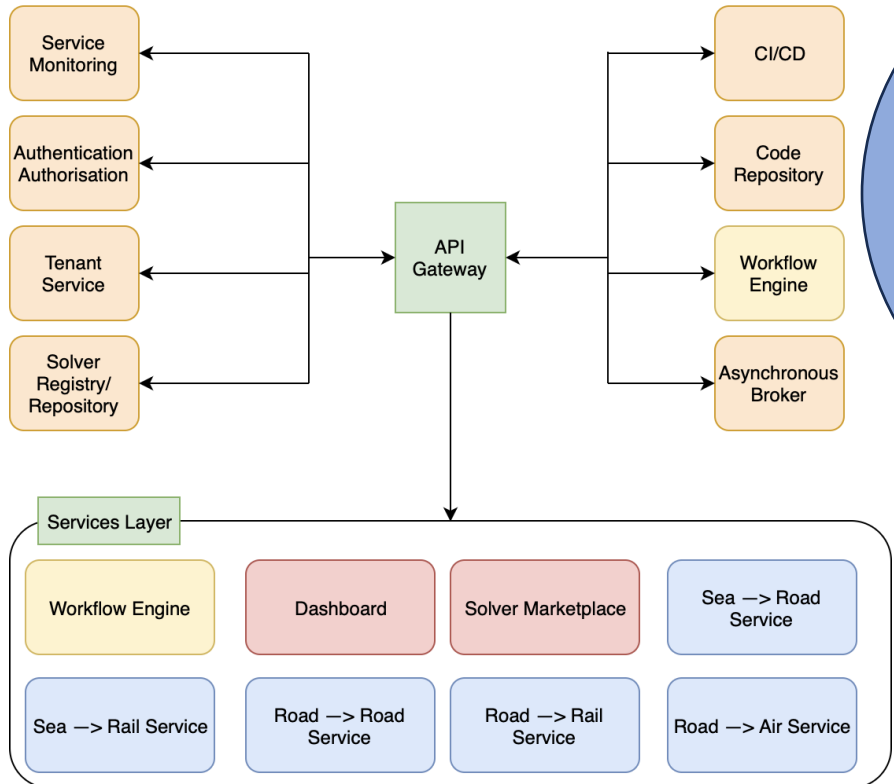 Service
Monitoring
Authentication
Authorisation
Tenant
Service
Solver
Registry/
Repository
API
Gateway
CI/CD
Code
Repository
Workflow
Engine
Asynchronous
Broker
Services Layer
Workflow Engine
Dashboard
Solver Marketplace
Sea —> Road
Service
Sea —> Rail Service
Road —> Road
Service
Road —> Rail
Service
Road —> Air Service